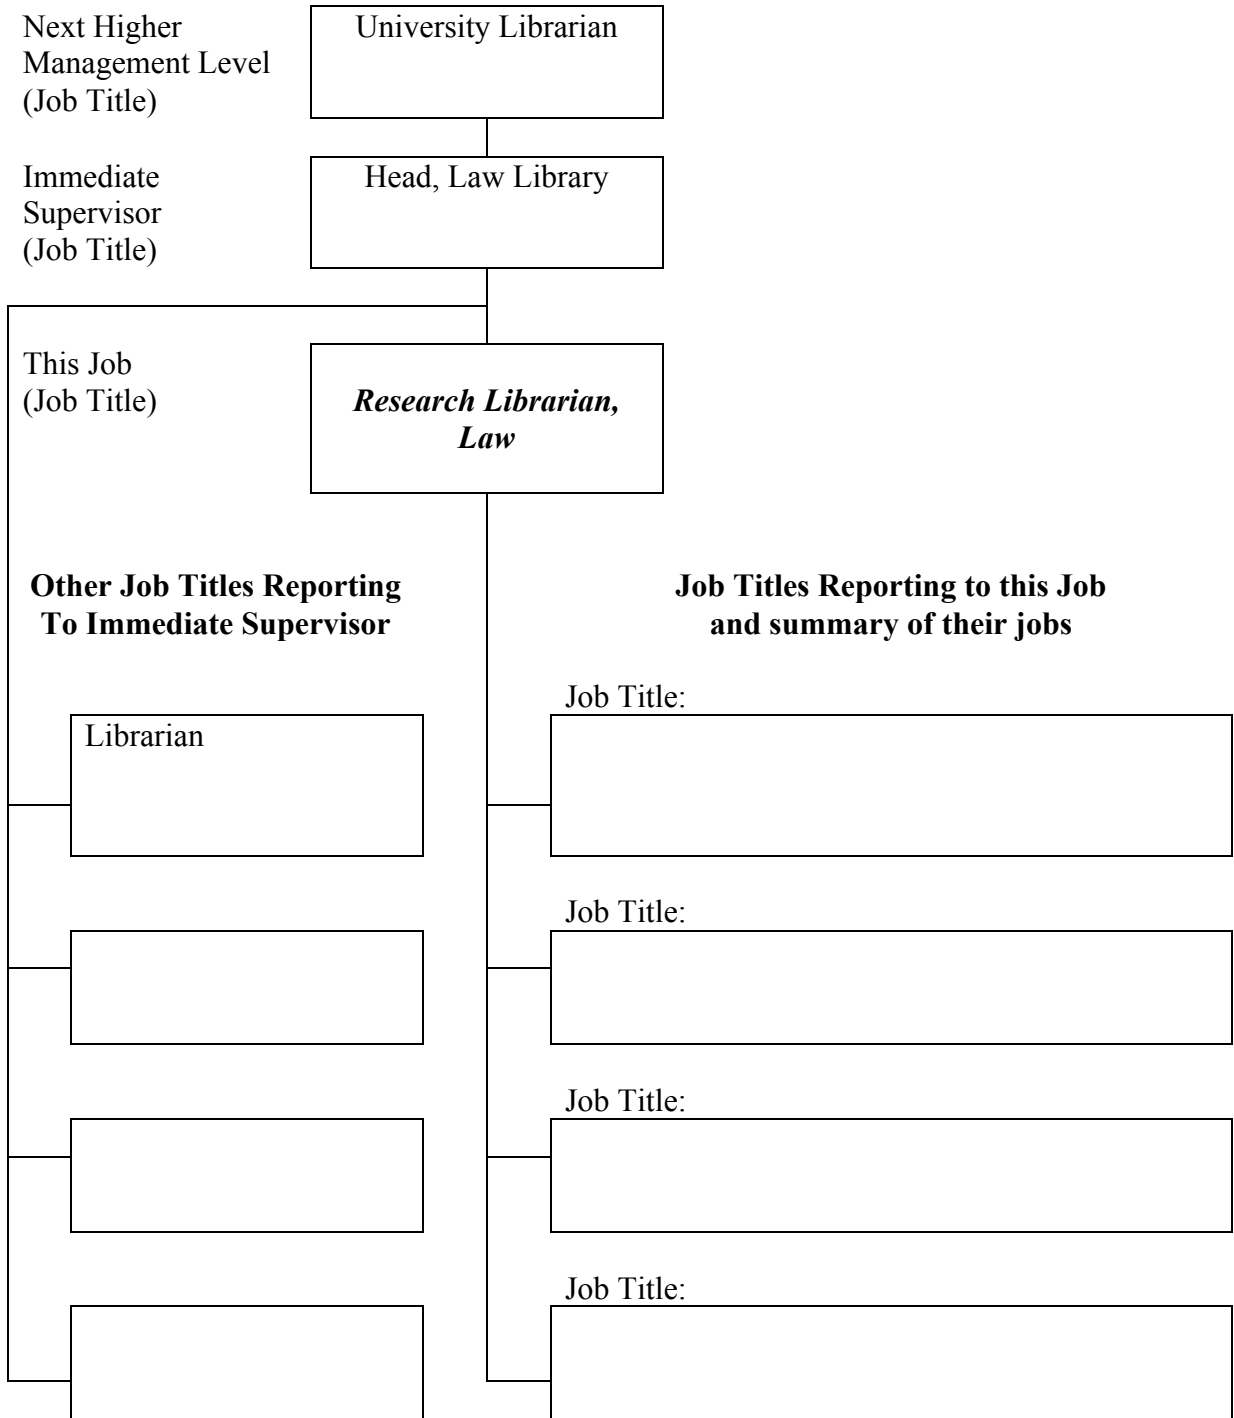 Next Higher
Management Level
(Job Title)
University Librarian
Immediate
Supervisor
(Job Title)
Head, Law Library
This Job
(Job Title)
Research Librarian,
Law
Other Job Titles Reporting
To Immediate Supervisor
Job Titles Reporting to this Job
and summary of their jobs
Librarian
Job Title:
Job Title:
Job Title:
Job Title: